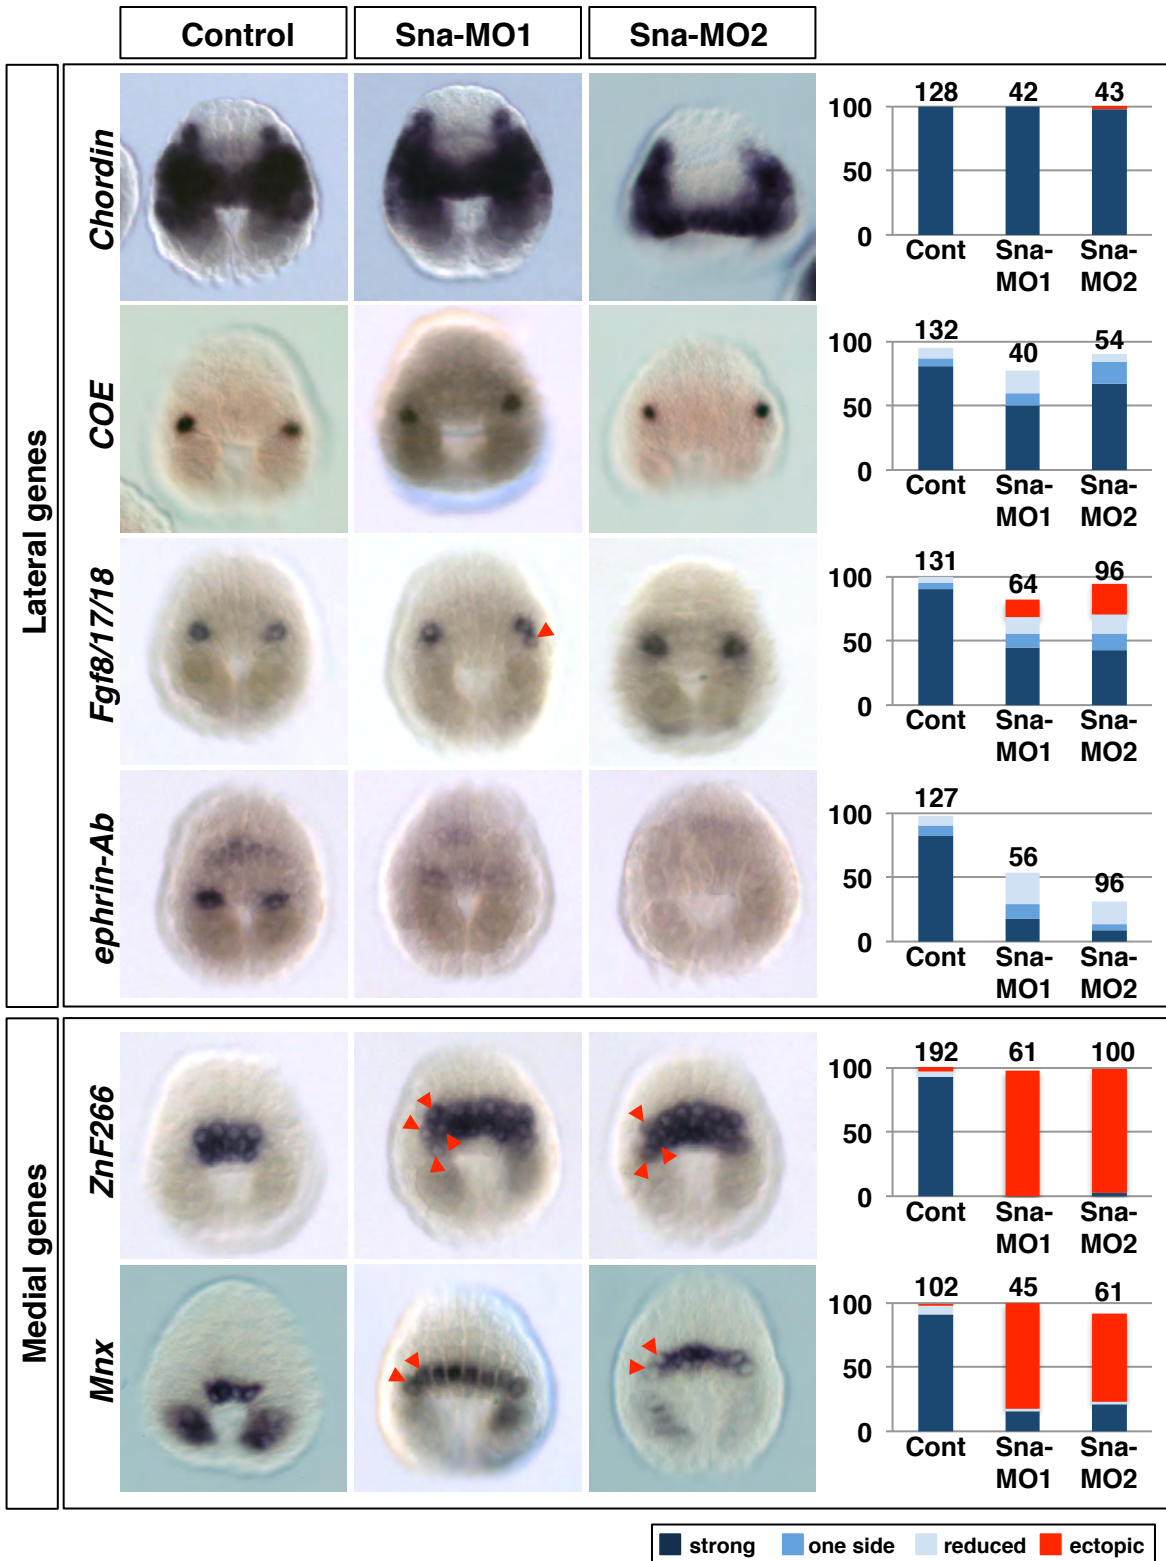 Control Sna-MO1 Sna-MO2
Lateral genes
Chordin
128 42 43
100
50
0
Cont Sna- Sna-
MO1 MO2
COE
132 40 54
100
50
0
Cont Sna- Sna-
MO1 MO2
Fgf8/17/18
131 64 96
100
50
0
Cont Sna- Sna-
MO1 MO2
ephrin-Ab
127 56 96
100
50
0
Cont Sna- Sna-
MO1 MO2
Medial genes
ZnF266
192 61 100
100
50
0
Cont Sna- Sna-
MO1 MO2
Mnx
102 45 61
100
50
0
Cont Sna- Sna-
MO1 MO2
strong one side reduced ectopic